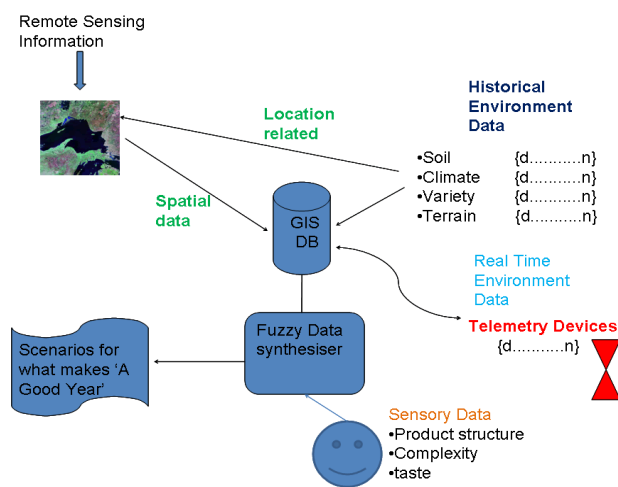 Remote Sensing
Information
Location
related
Historical
Environment
Data
•Soil {d...........n}
•Climate {d...........n}
•Variety {d...........n}
•Terrain {d...........n}
Spatial
data
GIS
DB
Real Time
Environment
Data
Telemetry Devices
{d...........n}
Fuzzy Data
synthesiser
Scenarios for
what makes ‘A
Good Year’
Sensory Data
•Product structure
•Complexity
•taste